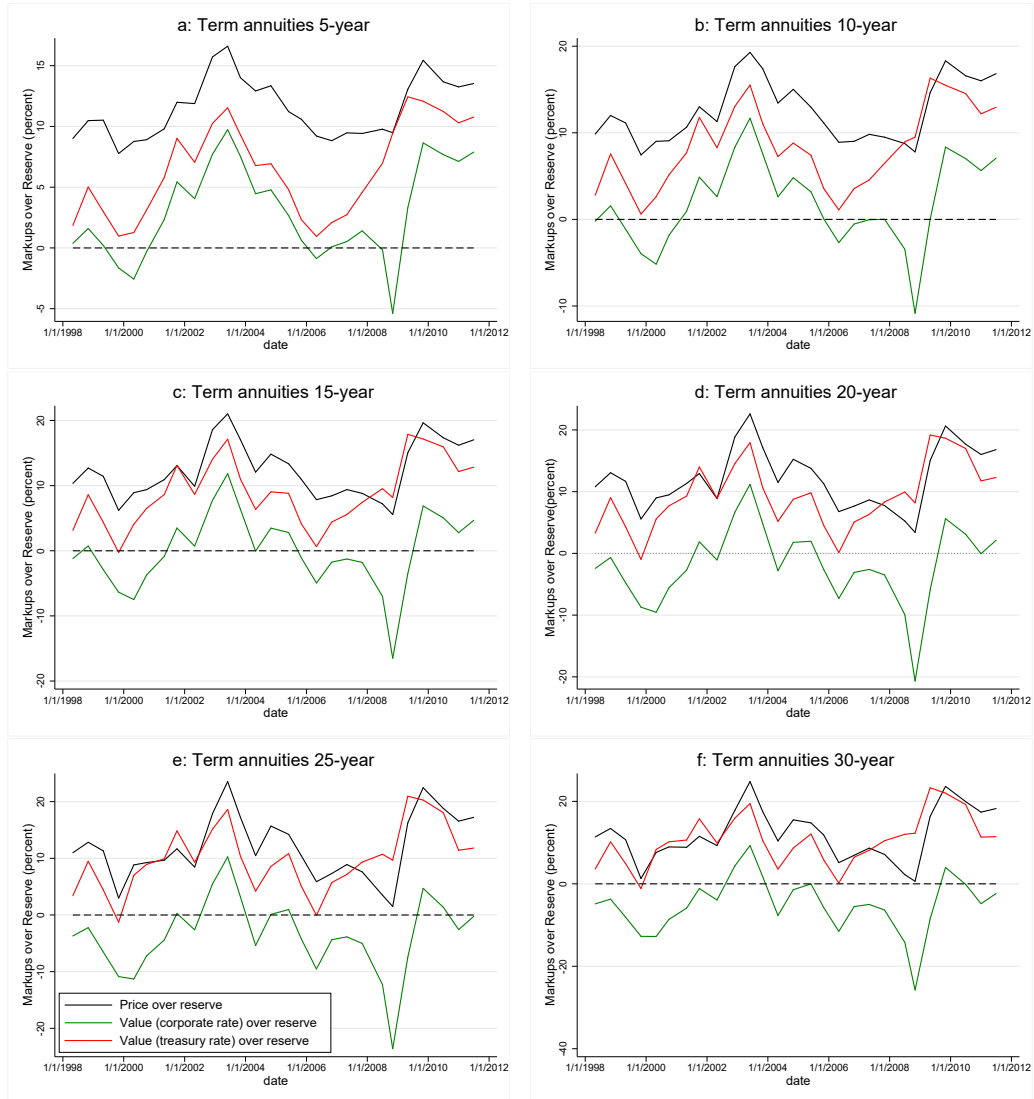 a: Term annuities 5-year
Markups over Reserve (percent)
15
10
5
0
-5
1/1/1998 1/1/2000 1/1/2002 1/1/2004 1/1/2006 1/1/2008 1/1/2010 1/1/2012
date
b: Term annuities 10-year
Markups over Reserve (percent)
20
10
0
-10
1/1/1998 1/1/2000 1/1/2002 1/1/2004 1/1/2006 1/1/2008 1/1/2010 1/1/2012
date
c: Term annuities 15-year
Markups over Reserve (percent)
20
10
0
-10
-20
1/1/1998 1/1/2000 1/1/2002 1/1/2004 1/1/2006 1/1/2008 1/1/2010 1/1/2012
date
d: Term annuities 20-year
Markups over Reserve(percent)
20
10
0
-10
-20
1/1/1998 1/1/2000 1/1/2002 1/1/2004 1/1/2006 1/1/2008 1/1/2010 1/1/2012
date
e: Term annuities 25-year
Markups over Reserve (percent)
20
10
0
-10
-20
Price over reserve
Value (corporate rate) over reserve
Value (treasury rate) over reserve
1/1/1998 1/1/2000 1/1/2002 1/1/2004 1/1/2006 1/1/2008 1/1/2010 1/1/2012
date
f: Term annuities 30-year
Markups over Reserve (percent)
20
0
-20
-40
1/1/1998 1/1/2000 1/1/2002 1/1/2004 1/1/2006 1/1/2008 1/1/2010 1/1/2012
date